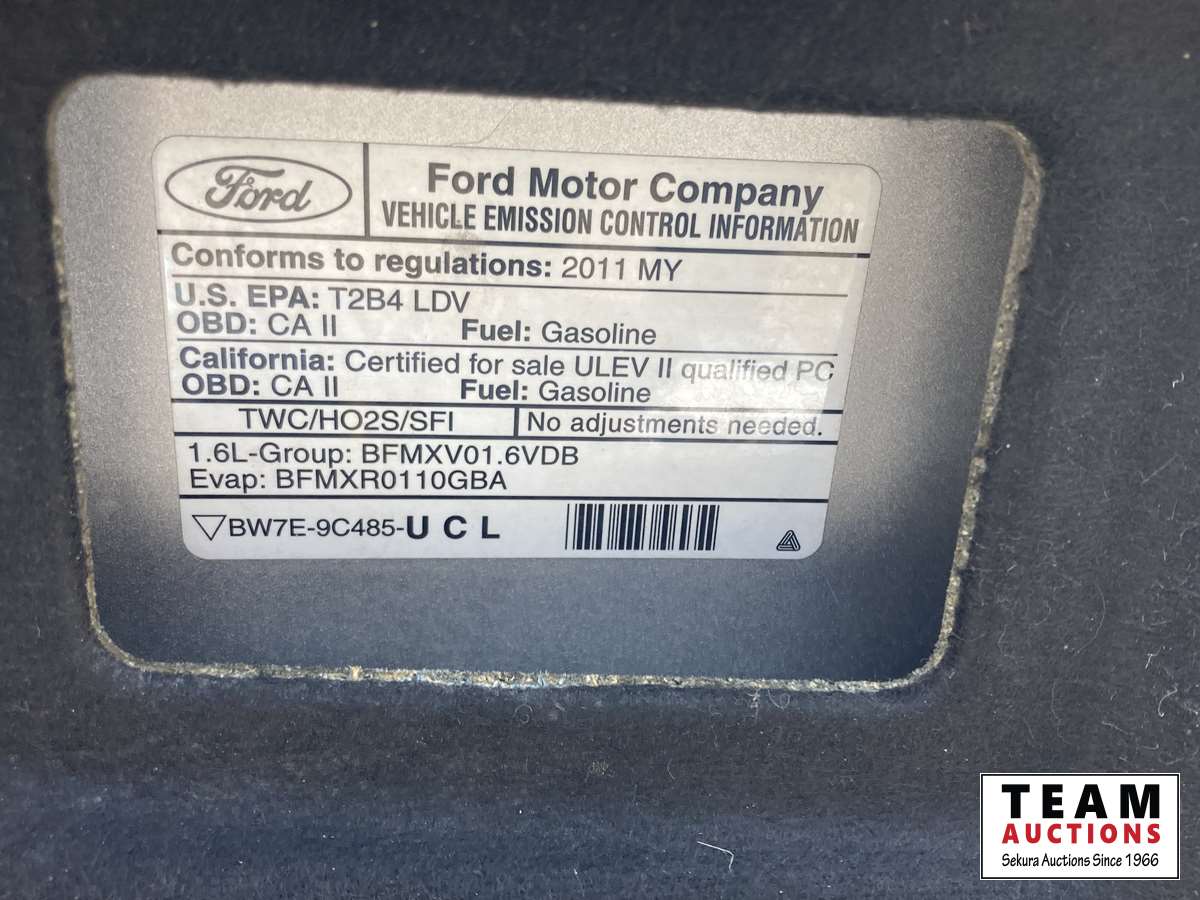 Ford
Ford Motor Company
VEHICLE EMISSION CONTROL INFORMATION
Conforms to regulations: 2011 MY
U.S. EPA: T2B4 LDV
OBD: CA II Fuel: Gasoline
California: Certified for sale ULEV II qualified PC
OBD: CA II Fuel: Gasoline
TWC/HO2S/SFI No adjustments needed.
1.6L-Group: BFMXV01.6VDB
Evap: BFMXR0110GBA
BW7E-9C485-U C L
TEAM
AUCTIONS
Sekura Auctions Since 1966